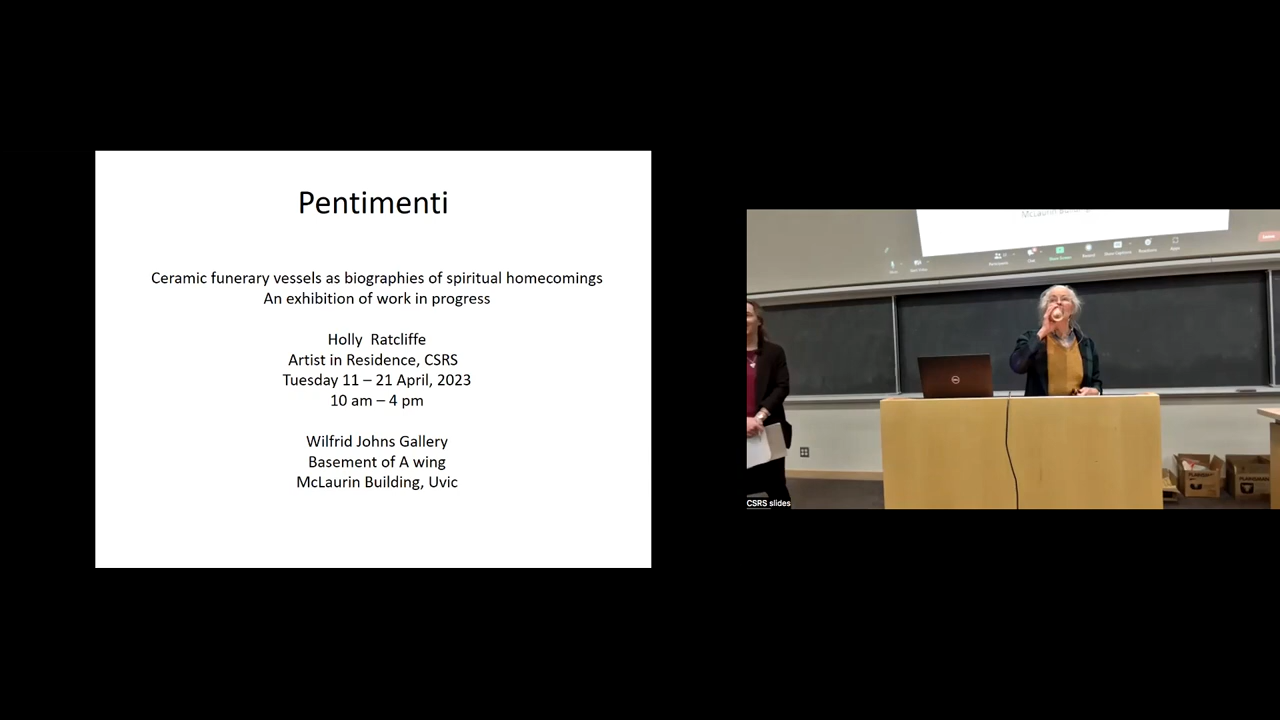 Pentimenti
Ceramic funerary vessels as biographies of spiritual homecomings
An exhibition of work in progress
Holly Ratcliffe
Artist in Residence, CSRS
Tuesday 11 – 21 April, 2023
10 am – 4 pm
Wilfrid Johns Gallery
Basement of A wing
McLaurin Building, Uvic
CSRS slides